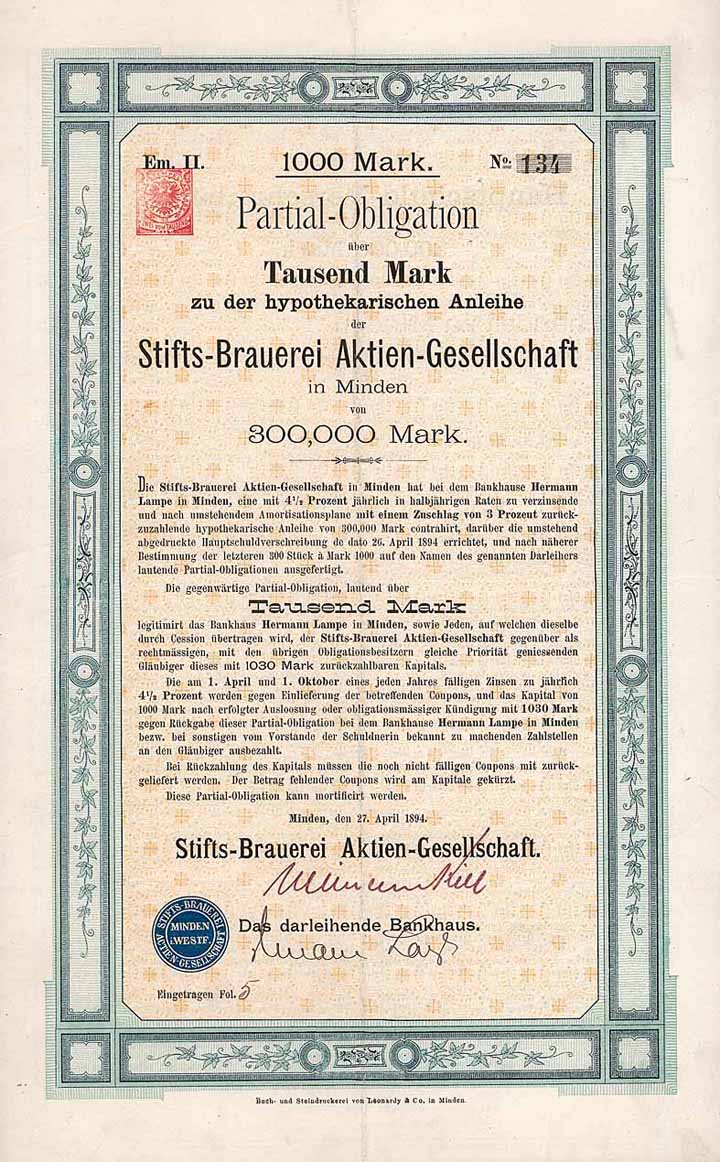 Em. II.
1000 Mark.
No. 134
Partial-Obligation
über
Tausend Mark
zu der hypothekarischen Anleihe
der
Stifts-Brauerei Aktien-Gesellschaft
in Minden
von
300,000 Mark.
Die Stifts-Brauerei Aktien-Gesellschaft in Minden hat bei dem Bankhause Hermann
Lampe in Minden, eine mit 4½ Prozent jährlich in halbjährigen Raten zu verzinsende
und nach umstehendem Amortisationsplane mit einem Zuschlag von 3 Prozent zurück-
zuzahlende hypothekarische Anleihe von 300,000 Mark contrahirt, darüber die umstehend
abgedruckte Hauptschuldverschreibung de dato 26. April 1894 errichtet, und nach näherer
Bestimmung der letzteren 300 Stück à Mark 1000 auf den Namen des genannten Darleihers
lautende Partial-Obligationen ausgefertigt.
Die gegenwärtige Partial-Obligation, lautend über
Tausend Mark
legitimirt das Bankhaus Hermann Lampe in Minden, sowie Jeden, auf welchen dieselbe
durch Cession übertragen wird, der Stifts-Brauerei Aktien-Gesellschaft gegenüber als
rechtmässigen, mit den übrigen Obligationsbesitzern gleiche Priorität geniessenden
Gläubiger dieses mit 1030 Mark zurückzahlbaren Kapitals.
Die am 1. April und 1. Oktober eines jeden Jahres fälligen Zinsen zu jährlich
4½ Prozent werden gegen Einlieferung der betreffenden Coupons, und das Kapital von
1000 Mark nach erfolgter Ausloosung oder obligationsmässiger Kündigung mit 1030 Mark
gegen Rückgabe dieser Partial-Obligation bei dem Bankhause Hermann Lampe in Minden
bezw. bei sonstigen vom Vorstande der Schuldnerin bekannt zu machenden Zahlstellen
an den Gläubiger ausbezahlt.
Bei Rückzahlung des Kapitals müssen die noch nicht fälligen Coupons mit zurück-
geliefert werden. Der Betrag fehlender Coupons wird am Kapitale gekürzt.
Diese Partial-Obligation kann mortificirt werden.
Minden, den 27. April 1894.
Stifts-Brauerei Aktien-Gesellschaft.
Das darleihende Bankhaus.
STIFTS-BRAUEREI
MINDEN
i. WESTF.
AKTIEN-GESELLSCHAFT
Eingetragen Fol. 5
Buch- und Steindruckerei von Leonardy & Co. in Minden.